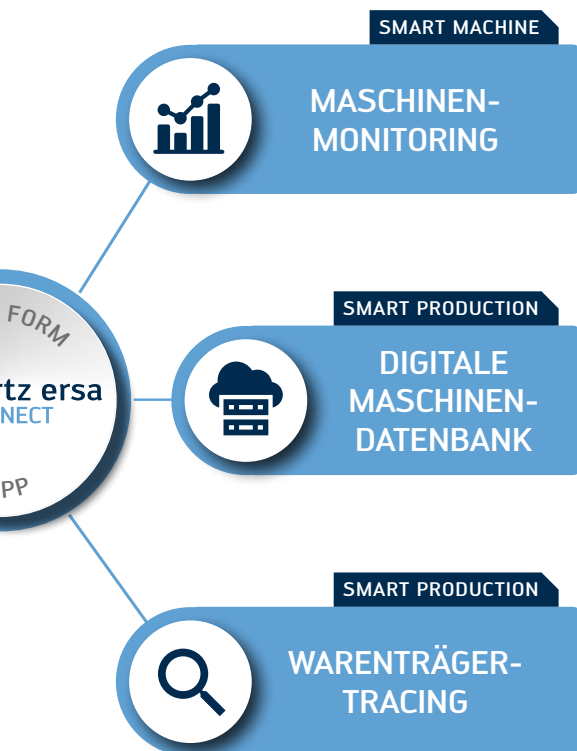 SMART MACHINE
MASCHINEN-
MONITORING
FORM
rtz ersa
NECT
PP
SMART PRODUCTION
DIGITALE
MASCHINEN-
DATENBANK
SMART PRODUCTION
WARENTRÄGER-
TRACING